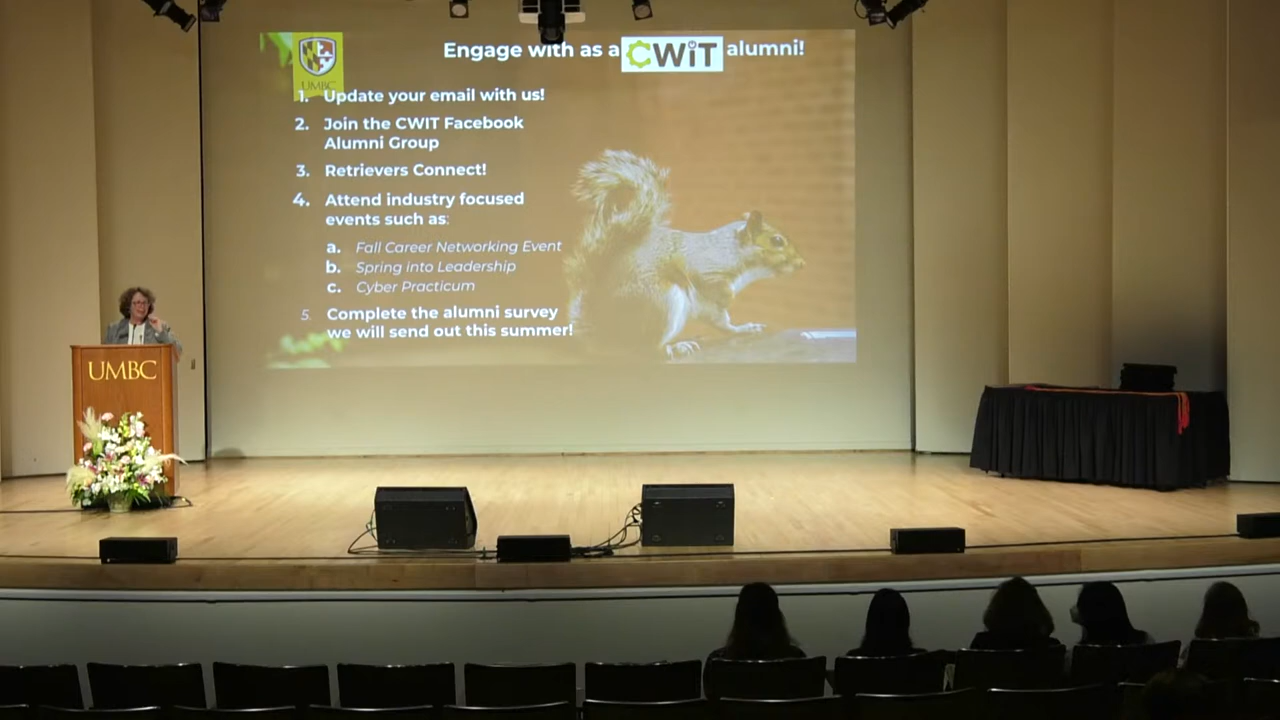 Engage with as a CWiT alumni!
UMBC
1. Update your email with us!
2. Join the CWIT Facebook
Alumni Group
3. Retrievers Connect!
4. Attend industry focused
events such as:
a. Fall Career Networking Event
b. Spring into Leadership
c. Cyber Practicum
5. Complete the alumni survey
we will send out this summer!
UMBC